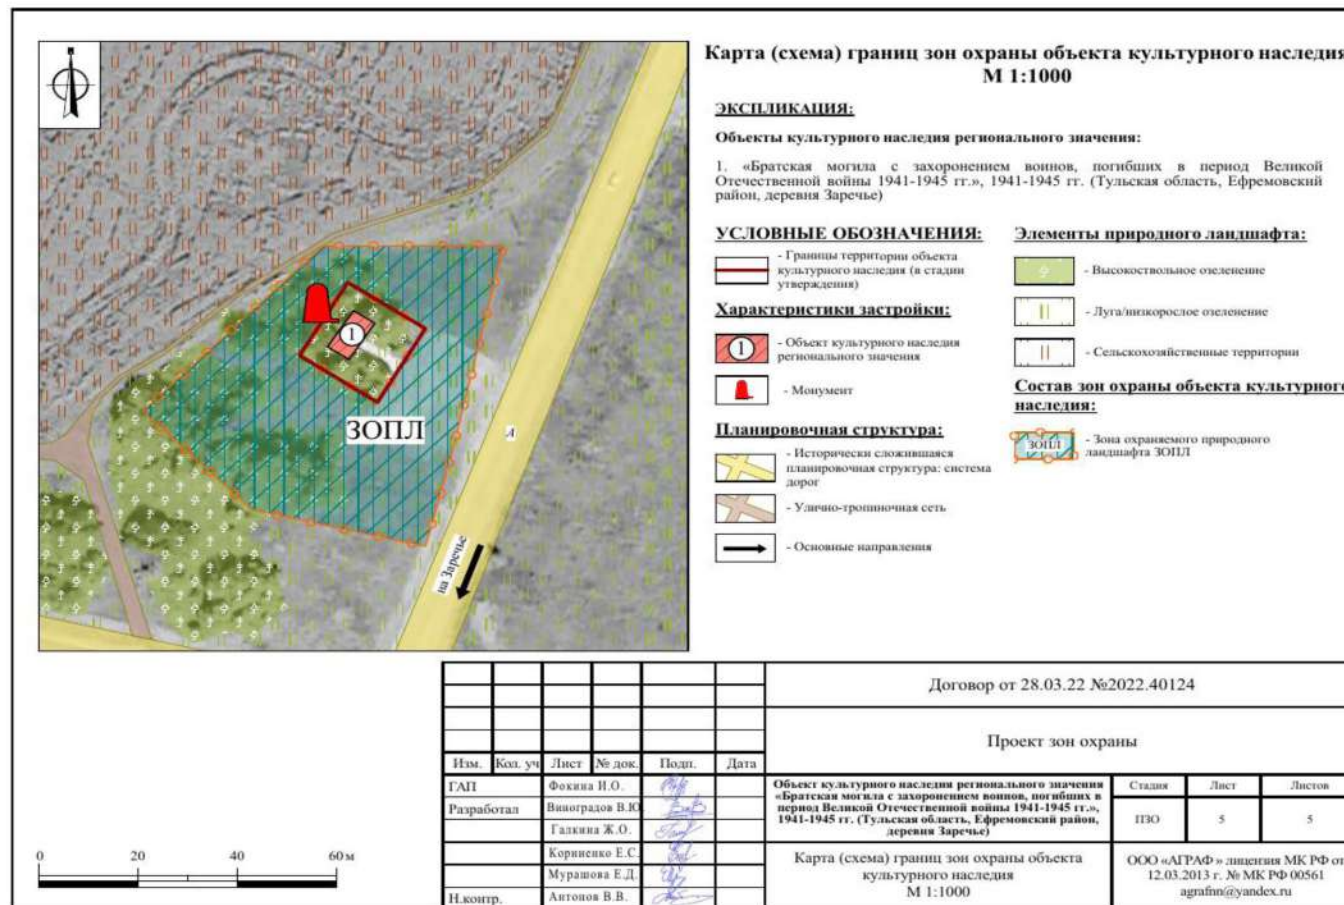 Карта (схема) границ зон охраны объекта культурного наследия
М 1:1000
ЭКСПЛИКАЦИЯ:
Объекты культурного наследия регионального значения:
1. «Братская могила с захоронением воинов, погибших в период Великой
Отечественной войны 1941-1945 гг.», 1941-1945 гг. (Тульская область, Ефремовский
район, деревня Заречье)
УСЛОВНЫЕ ОБОЗНАЧЕНИЯ:
- Границы территории объекта
культурного наследия (в стадии
утверждения)
Характеристики застройки:
1
- Объект культурного наследия
регионального значения
- Монумент
Планировочная структура:
- Исторически сложившаяся
планировочная структура: система
дорог
- Улично-тропиночная сеть
- Основные направления
Элементы природного ландшафта:
- Высокоствольное озеленение
- Луга/низкорослое озеленение
- Сельскохозяйственные территории
Состав зон охраны объекта культурного
наследия:
ЗОПЛ
- Зона охраняемого природного
ландшафта ЗОПЛ
1
ЗОПЛ
А
на Заречье
0 20 40 60м
Договор от 28.03.22 №2022.40124
Проект зон охраны
Изм. Кол. уч Лист № док. Подп. Дата
ГАП Фокина И.О.
Разработал Виноградов В.Ю
Галкина Ж.О.
Корниенко Е.С.
Мурашова Е.Д.
Н.контр. Антонов В.В.
Объект культурного наследия регионального значения
«Братская могила с захоронением воинов, погибших в
период Великой Отечественной войны 1941-1945 гг.»,
1941-1945 гг. (Тульская область, Ефремовский район,
деревня Заречье)
Стадия Лист Листов
ПЗО 5 5
Карта (схема) границ зон охраны объекта
культурного наследия
М 1:1000
ООО «АГРАФ» лицензия МК РФ от
12.03.2013 г. № МК РФ 00561
agrafnn@yandex.ru